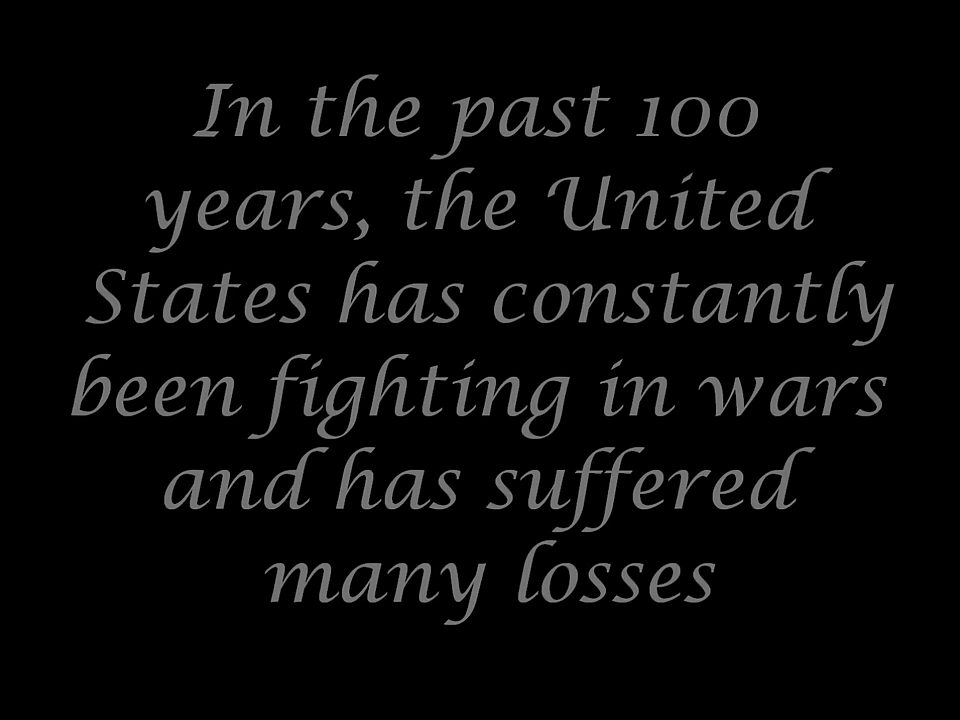 In the past 100
years, the United
States has constantly
been fighting in wars
and has suffered
many losses